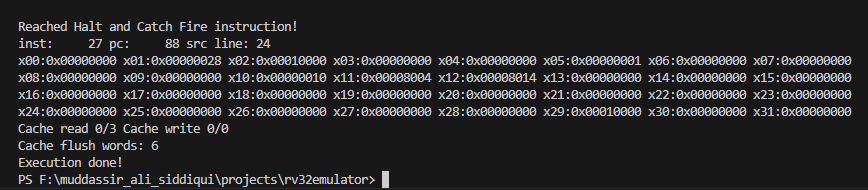 Reached Halt and Catch Fire instruction!
inst:     27 pc:     88 src line: 24
x00:0x00000000 x01:0x00000028 x02:0x00010000 x03:0x00000000 x04:0x00000000 x05:0x00000001 x06:0x00000000 x07:0x00000000
x08:0x00000000 x09:0x00000000 x10:0x00000010 x11:0x00008004 x12:0x00008014 x13:0x00000000 x14:0x00000000 x15:0x00000000
x16:0x00000000 x17:0x00000000 x18:0x00000000 x19:0x00000000 x20:0x00000000 x21:0x00000000 x22:0x00000000 x23:0x00000000
x24:0x00000000 x25:0x00000000 x26:0x00000000 x27:0x00000000 x28:0x00000000 x29:0x00010000 x30:0x00000000 x31:0x00000000
Cache read 0/3 Cache write 0/0
Cache flush words: 6
Execution done!
PS F:\muddassir_ali_siddiqui\projects\rv32emulator>